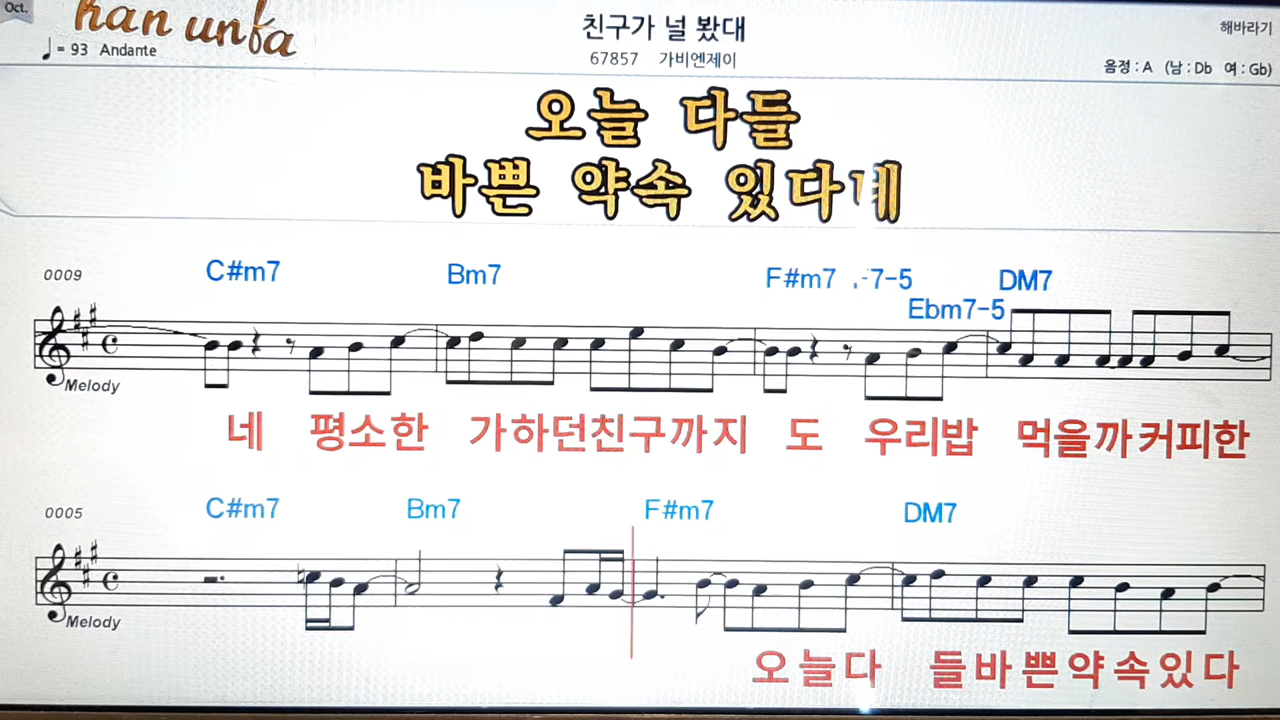 Oct.
han unfa
♩= 93 Andante
친구가 널 봤대
67857 가비엔제이
해바라기
음정 : A (남 : Db 여 : Gb)
오늘 다들
바쁜 약속 있다네
0009
C#m7 Bm7 F#m7 7-5 DM7
Ebm7-5
Melody
네 평소한 가하던친구까지 도 우리밥 먹을까커피한
0005
C#m7 Bm7 F#m7 DM7
Melody
오늘다 들바쁜약속있다